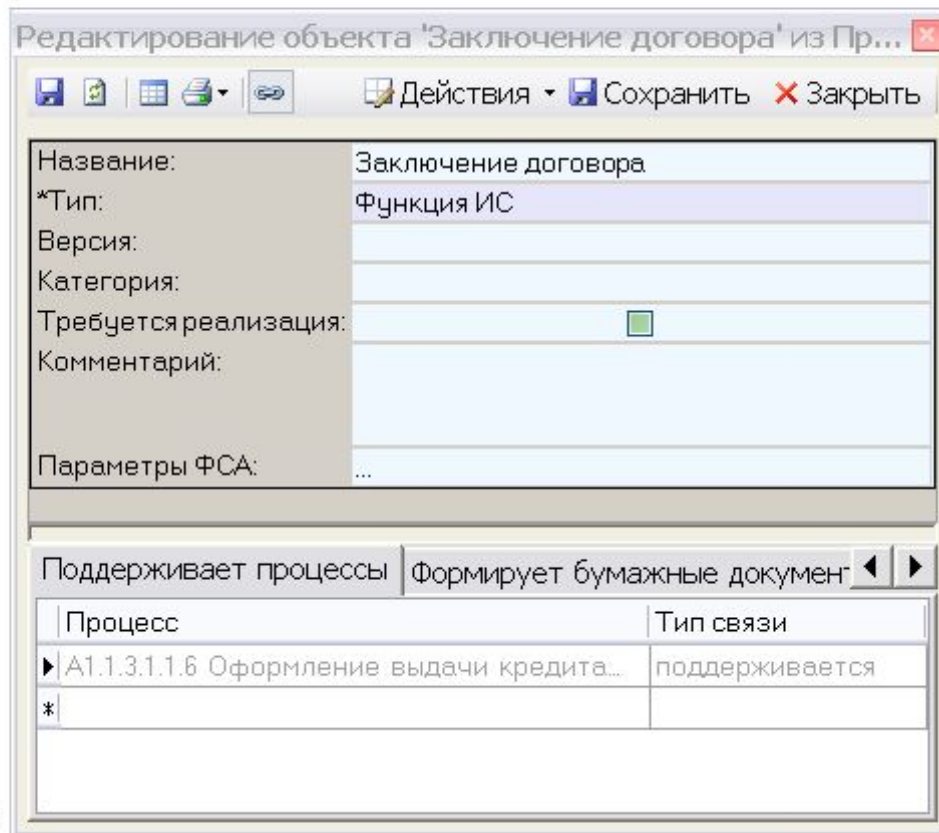 Редактирование объекта 'Заключение договора' из Пр...
Действия Сохранить Закрыть
Название: Заключение договора
*Тип: Функция ИС
Версия:
Категория:
Требуется реализация:
Комментарий:
Параметры ФСА: ...
Поддерживает процессы Формирует бумажные докумен
Процесс Тип связи
А1.1.3.1.1.6 Оформление выдачи кредита... поддерживается
*